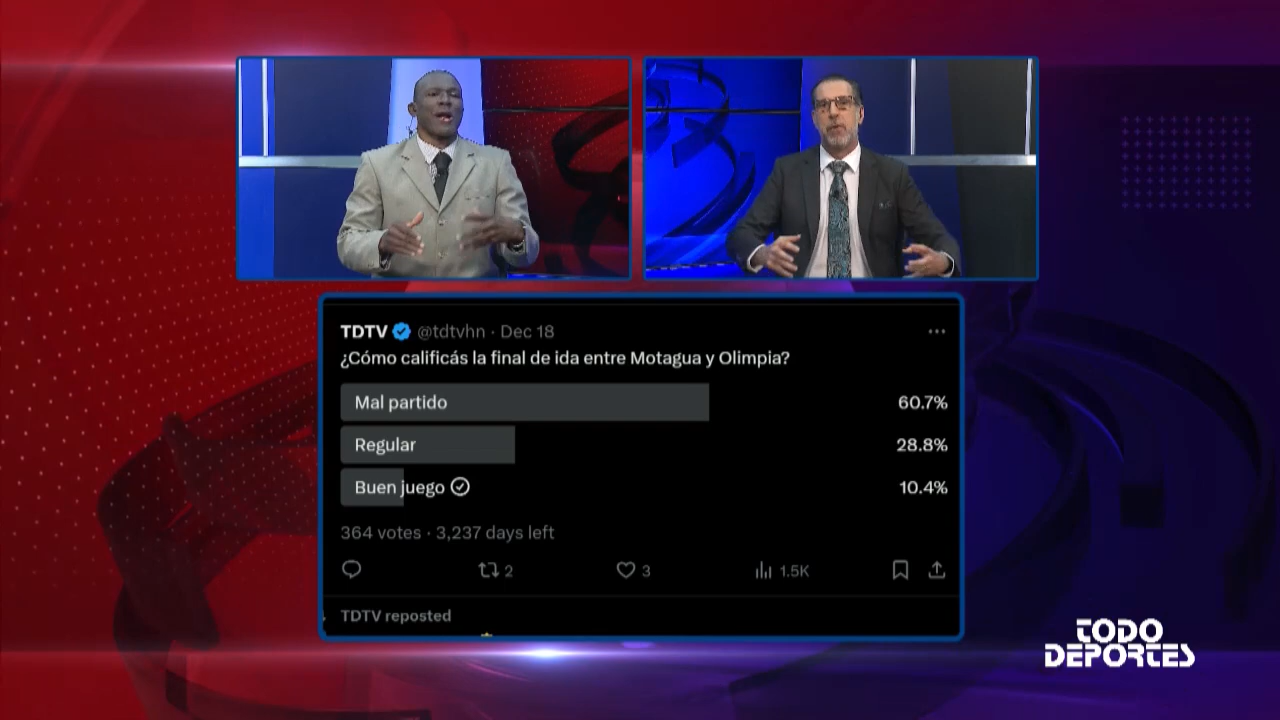 TDTV @tdtvhn · Dec 18
¿Cómo calificás la final de ida entre Motagua y Olimpia?
Mal partido 60.7%
Regular 28.8%
Buen juego 10.4%
364 votes · 3,237 days left
2 3 1.5K
TDTV reposted
TODO
DEPORTES